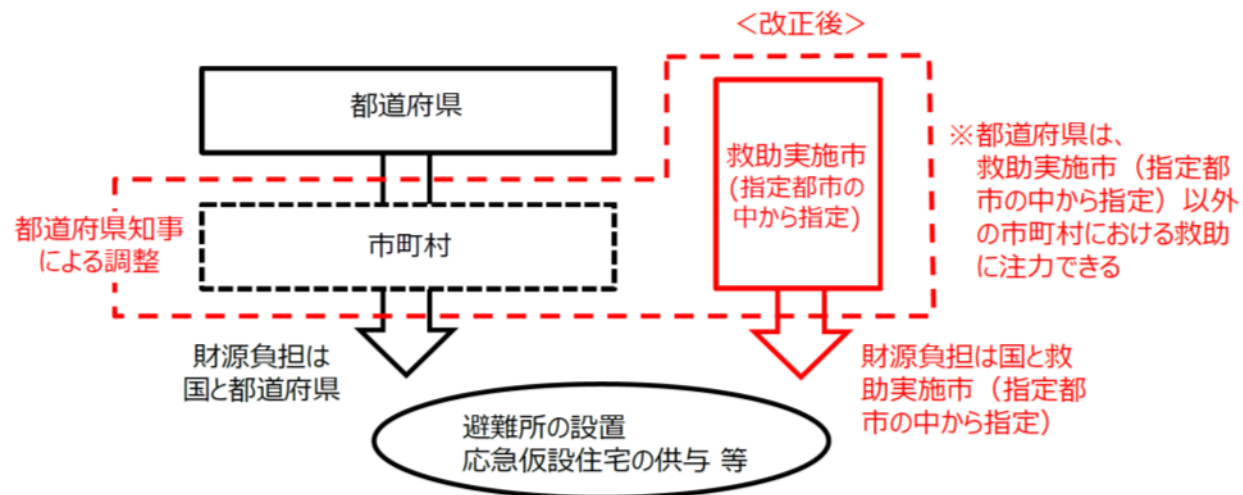 <改正後>
都道府県
救助実施市
(指定都市の
中から指定)
※都道府県は、
救助実施市（指定都
市の中から指定）以外
の市町村における救助
に注力できる
都道府県知事
による調整
市町村
財源負担は
国と都道府県
財源負担は国と救
助実施市（指定都
市の中から指定）
避難所の設置
応急仮設住宅の供与 等